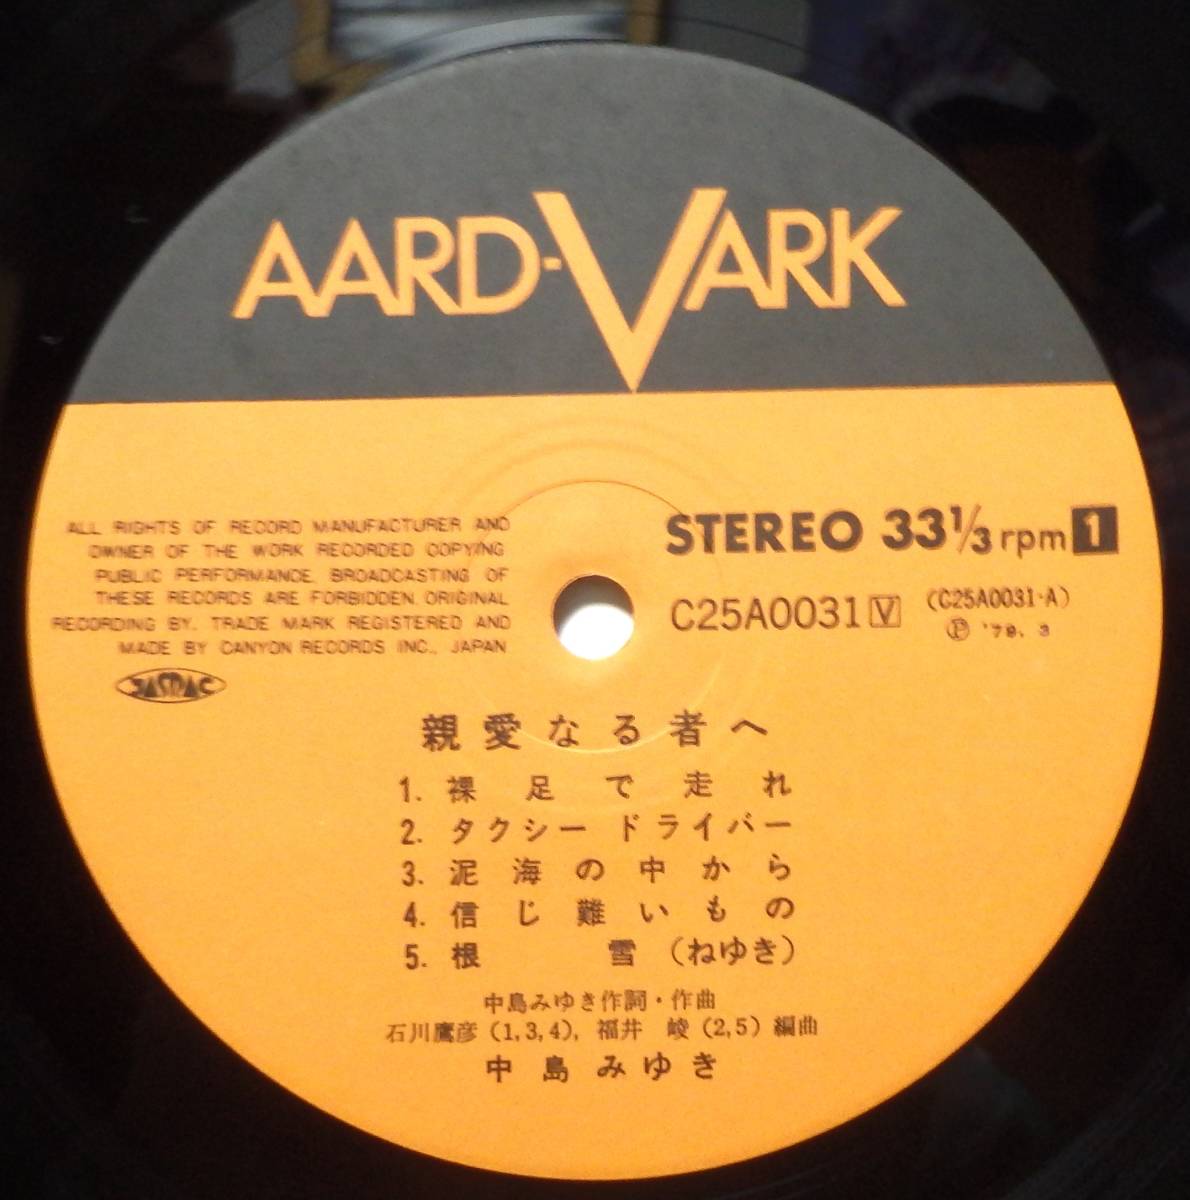 AARD-VARK
ALL RIGHTS OF RECORD MANUFACTURER AND
OWNER OF THE WORK RECORDED COPYING
PUBLIC PERFORMANCE, BROADCASTING OF
THESE RECORDS ARE FORBIDDEN. ORIGINAL
RECORDING BY, TRADE MARK REGISTERED AND
MADE BY CANYON RECORDS INC., JAPAN
JASRAC
STEREO 33⅓ rpm 1
C25A0031 V (C25A0031-A)
Ⓟ '79. 3
親愛なる者へ
1. 裸足で走れ
2. タクシー ドライバー
3. 泥海の中から
4. 信じ難いもの
5. 根雪(ねゆき)
中島みゆき作詞・作曲
石川鷹彦(1,3,4), 福井 峻(2,5)編曲
中島みゆき